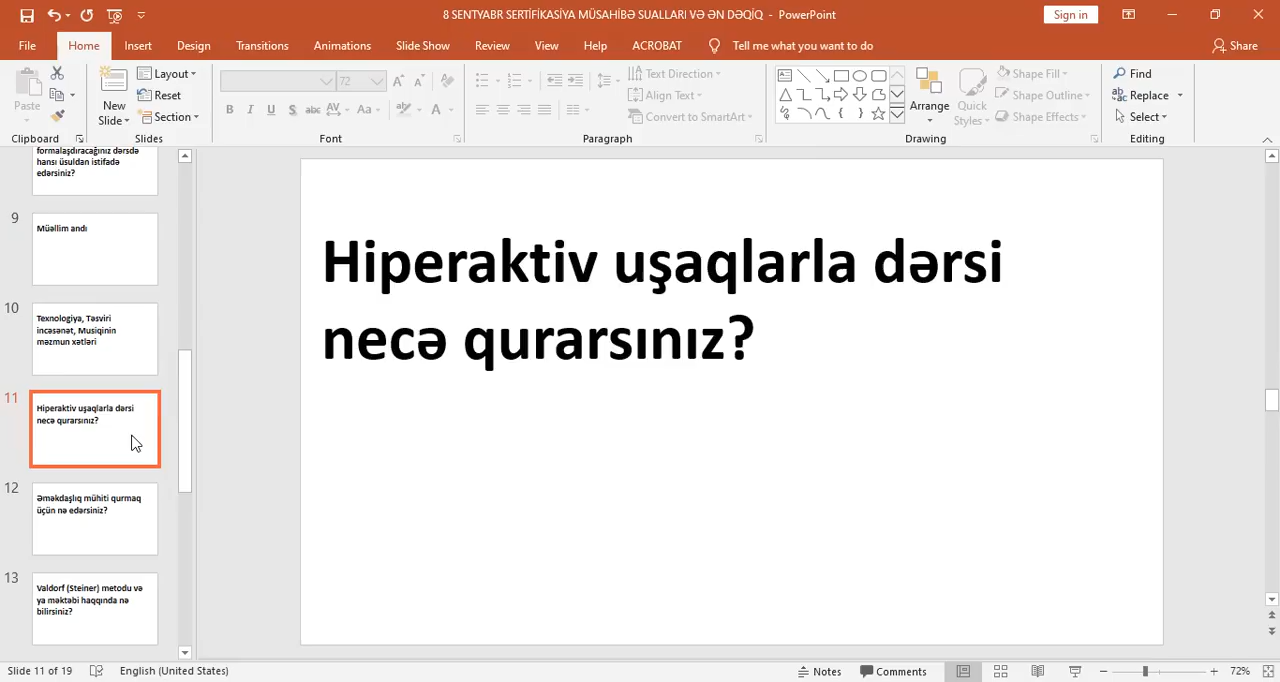 8 SENTYABR SERTİFİKASİYA MÜSAHİBƏ SUALLARI VƏ ƏN DƏQİQ - PowerPoint
Sign in
File Home Insert Design Transitions Animations Slide Show Review View Help ACROBAT Tell me what you want to do Share
Paste
New Slide
Layout
Reset
Section
72
B I U S abc AV Aa A
Text Direction
Align Text
Convert to SmartArt
Arrange
Quick Styles
Shape Fill
Shape Outline
Shape Effects
Find
Replace
Select
Clipboard Slides Font Paragraph Drawing Editing
formalaşdıracağınız dərsdə
hansı üsuldan istifadə
edərsiniz?
9
Müəllim andı
10
Texnologiya, Təsviri
incəsənət, Musiqinin
məzmun xətləri
11
Hiperaktiv uşaqlarla dərsi
necə qurarsınız?
12
Əməkdaşlıq mühiti qurmaq
üçün nə edərsiniz?
13
Valdorf (Steiner) metodu və
ya məktəbi haqqında nə
bilirsiniz?
Hiperaktiv uşaqlarla dərsi
necə qurarsınız?
Slide 11 of 19 English (United States) Notes Comments 72%